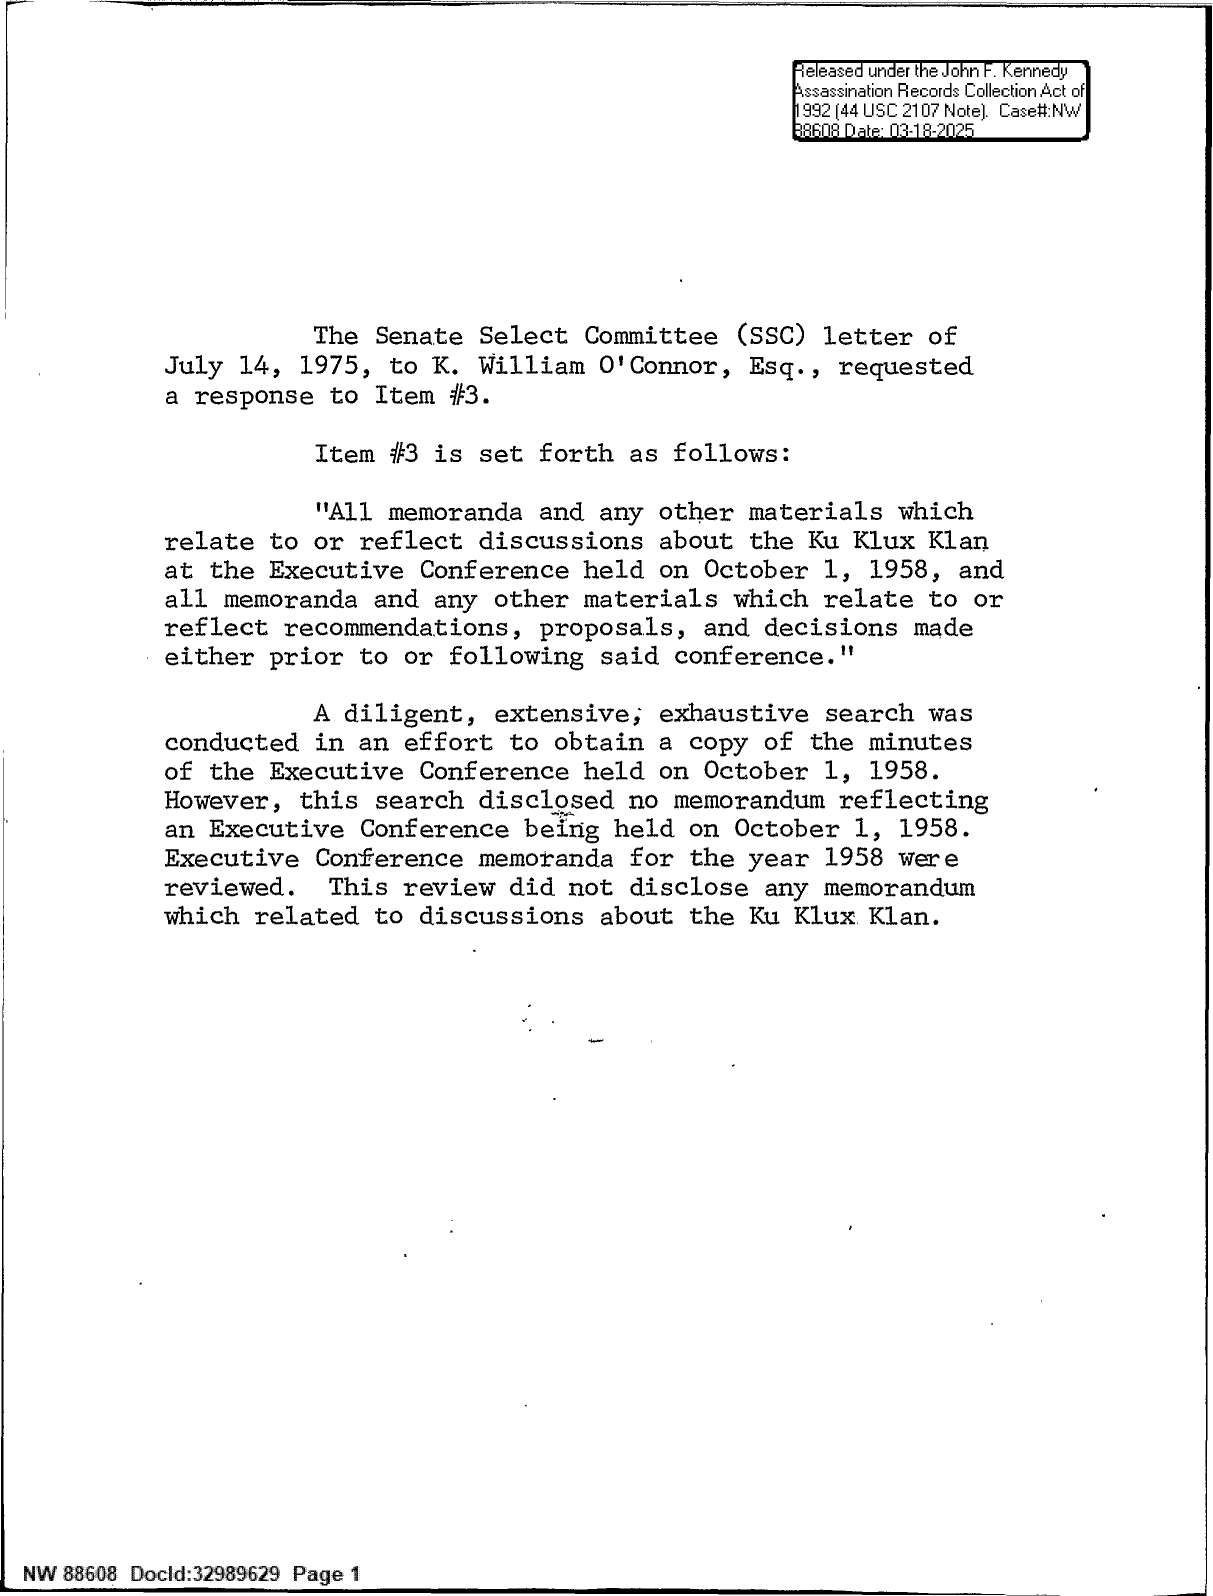 Released under the John F. Kennedy
Assassination Records Collection Act of
1992 (44 USC 2107 Note). Case#:NW
88608 Date: 03-18-2025
The Senate Select Committee (SSC) letter of
July 14, 1975, to K. William O'Connor, Esq., requested
a response to Item #3.
Item #3 is set forth as follows:
"All memoranda and any other materials which
relate to or reflect discussions about the Ku Klux Klan
at the Executive Conference held on October 1, 1958, and
all memoranda and any other materials which relate to or
reflect recommendations, proposals, and decisions made
either prior to or following said conference."
A diligent, extensive, exhaustive search was
conducted in an effort to obtain a copy of the minutes
of the Executive Conference held on October 1, 1958.
However, this search disclosed no memorandum reflecting
an Executive Conference being held on October 1, 1958.
Executive Conference memoranda for the year 1958 were
reviewed. This review did not disclose any memorandum
which related to discussions about the Ku Klux Klan.
NW 88608 DocId:32989629 Page 1